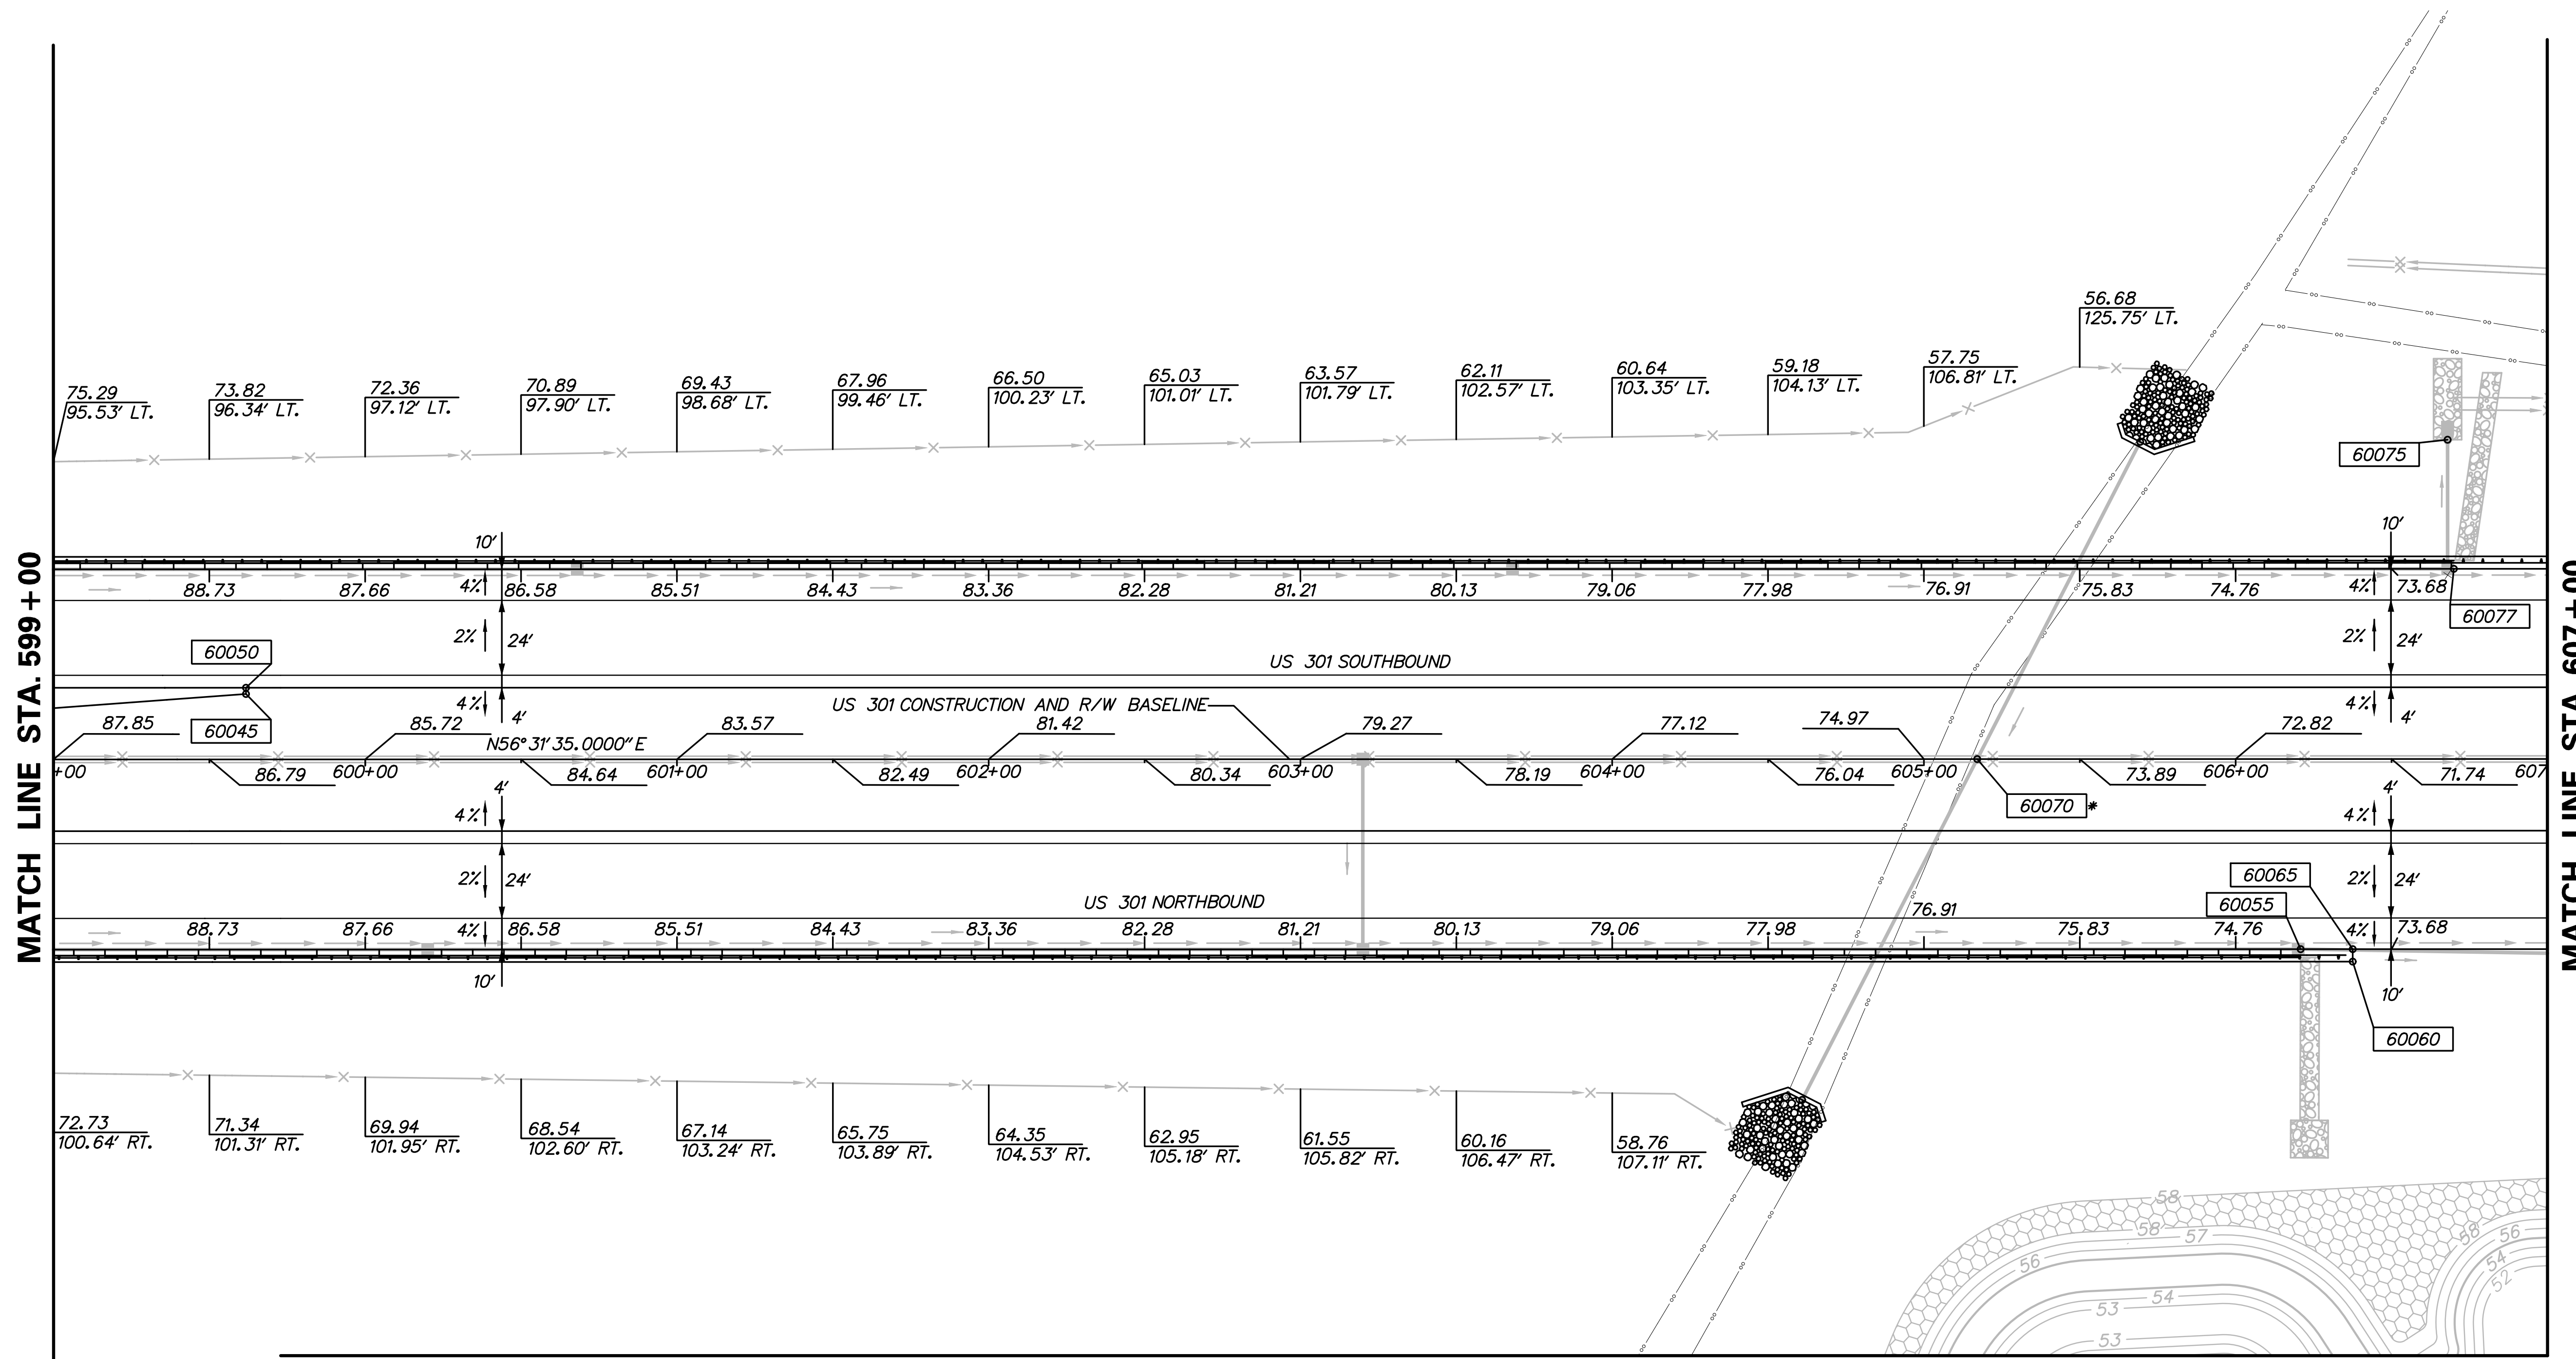 56.68
125.75' LT.
57.75
106.81' LT.
59.18
104.13' LT.
60.64
103.35' LT.
62.11
102.57' LT.
63.57
101.79' LT.
65.03
101.01' LT.
66.50
100.23' LT.
67.96
99.46' LT.
69.43
98.68' LT.
70.89
97.90' LT.
72.36
97.12' LT.
73.82
96.34' LT.
75.29
95.53' LT.
60075
10' 10'
4% 4%
88.73 87.66 86.58 85.51 84.43 83.36 82.28 81.21 80.13 79.06 77.98 76.91 75.83 74.76 73.68
60077
2% 24' 2% 24'
60050
US 301 SOUTHBOUND
4% 4' 4% 4'
US 301 CONSTRUCTION AND R/W BASELINE
60045
87.85 85.72 83.57 81.42 79.27 77.12 74.97 72.82
N56°31'35.0000" E
+00 600+00 601+00 602+00 603+00 604+00 605+00 606+00 607
86.79 84.64 82.49 80.34 78.19 76.04 73.89 71.74
4' 4'
60070 *
4% 4%
60065
2% 24' 2% 24'
US 301 NORTHBOUND
60055
88.73 87.66 86.58 85.51 84.43 83.36 82.28 81.21 80.13 79.06 77.98 76.91 75.83 74.76 73.68
4% 4%
10' 10'
60060
72.73
100.64' RT.
71.34
101.31' RT.
69.94
101.95' RT.
68.54
102.60' RT.
67.14
103.24' RT.
65.75
103.89' RT.
64.35
104.53' RT.
62.95
105.18' RT.
61.55
105.82' RT.
60.16
106.47' RT.
58.76
107.11' RT.
58
58 57
56
54
53
53
58
56
54
52
MATCH LINE STA. 599+00
MATCH LINE STA 607+00